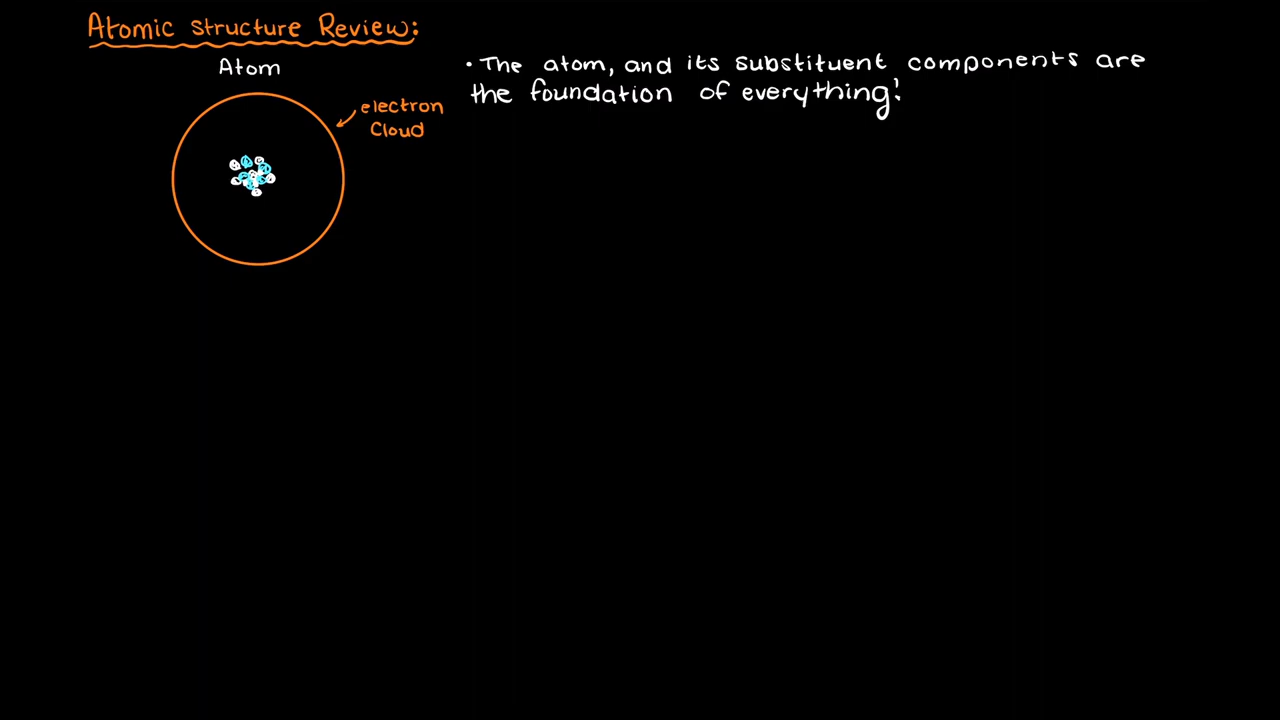 Atomic Structure Review:
Atom
electron
Cloud
• The atom, and its substituent components are
the foundation of everything!